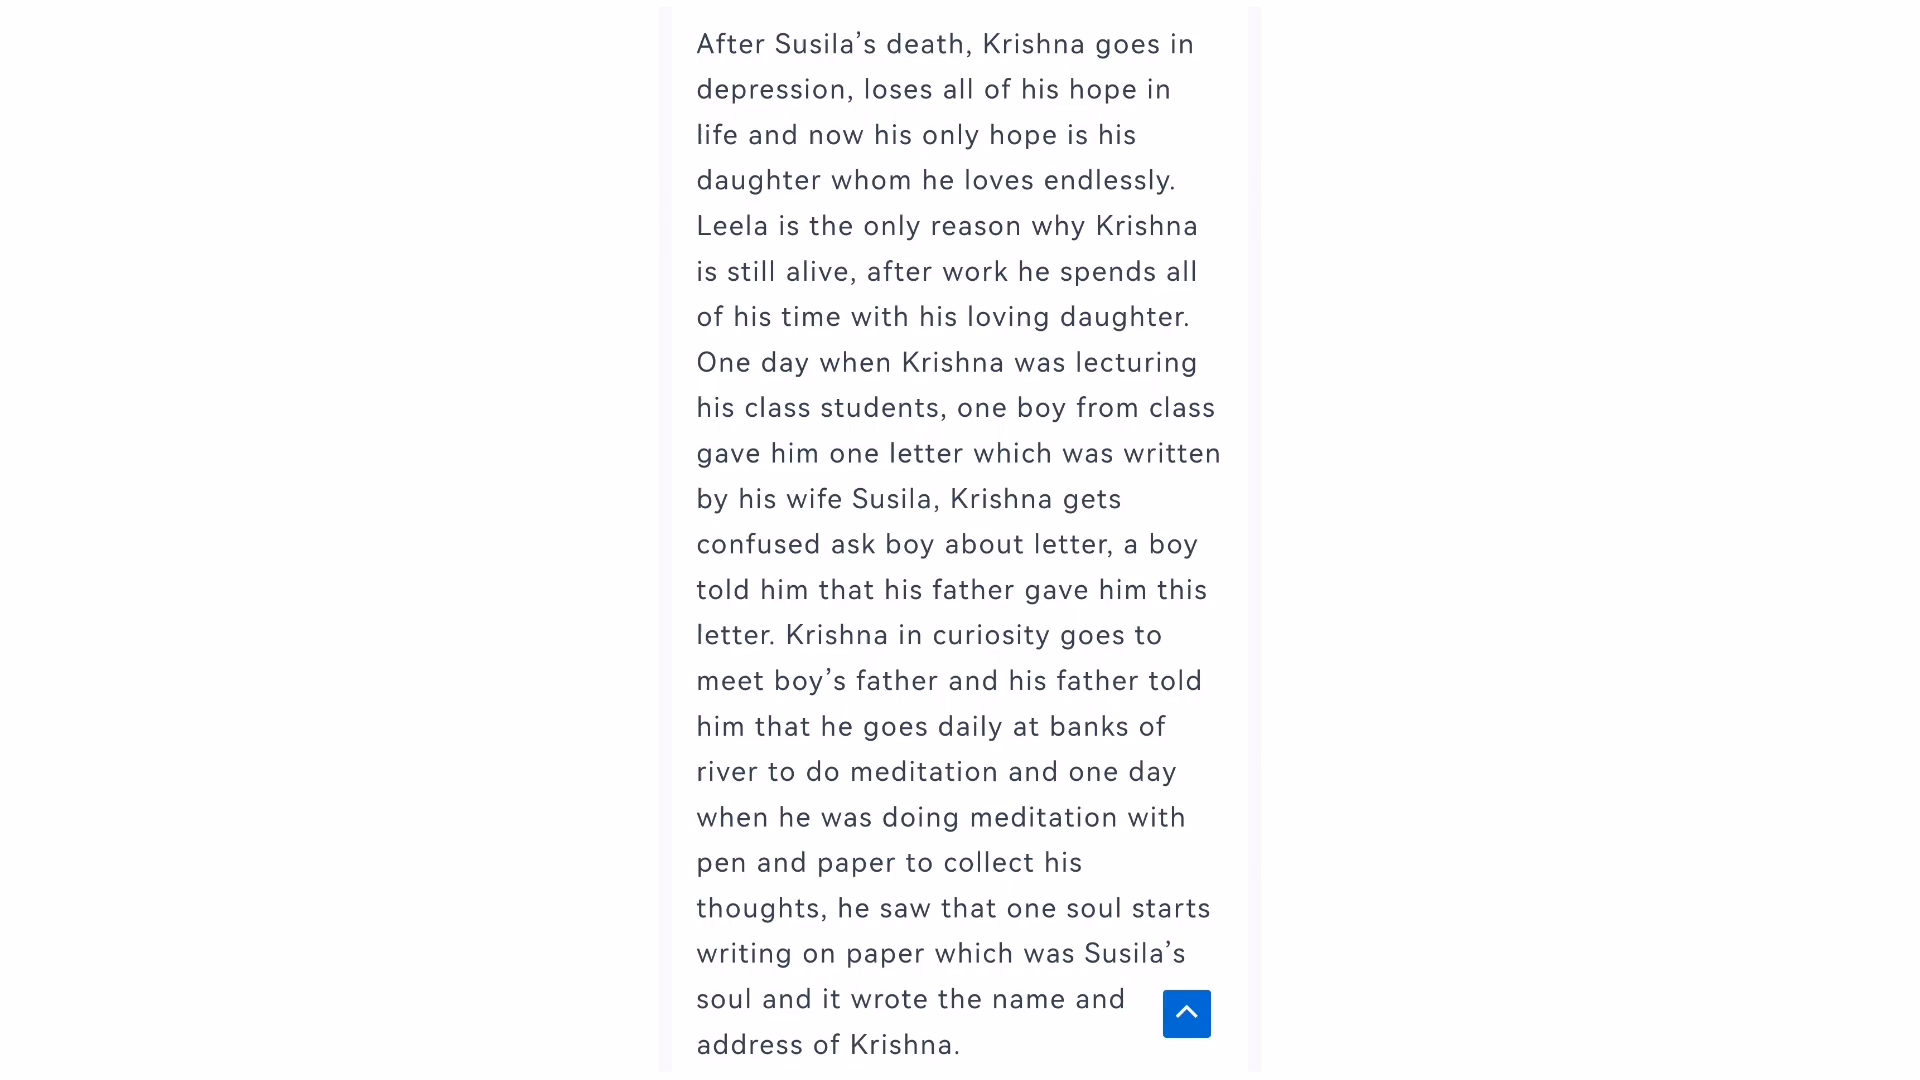 After Susila’s death, Krishna goes in
depression, loses all of his hope in
life and now his only hope is his
daughter whom he loves endlessly.
Leela is the only reason why Krishna
is still alive, after work he spends all
of his time with his loving daughter.
One day when Krishna was lecturing
his class students, one boy from class
gave him one letter which was written
by his wife Susila, Krishna gets
confused ask boy about letter, a boy
told him that his father gave him this
letter. Krishna in curiosity goes to
meet boy’s father and his father told
him that he goes daily at banks of
river to do meditation and one day
when he was doing meditation with
pen and paper to collect his
thoughts, he saw that one soul starts
writing on paper which was Susila’s
soul and it wrote the name and
address of Krishna.